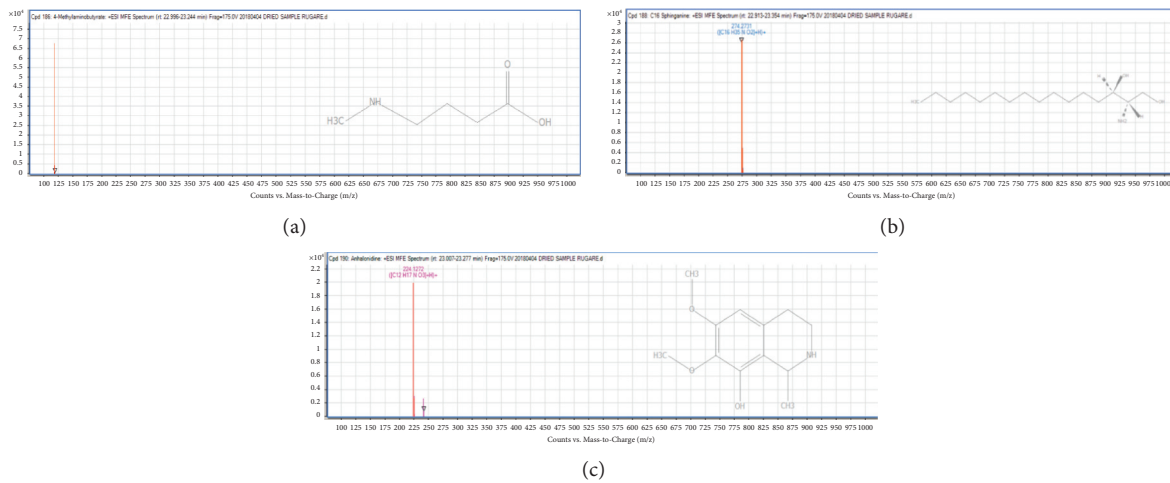 (a)
×10⁴ Cpd 186: 4-Methylaminobutyrate: +ESI MFE Spectrum (rt: 22.996-23.244 min) Frag=175.0V 20180404 DRIED SAMPLE RUGARE.d
7.5
7
6.5
6
5.5
5
4.5
4
3.5
3
2.5
2
1.5
1
0.5
0
O
NH
H3C
OH
100 125 150 175 200 225 250 275 300 325 350 375 400 425 450 475 500 525 550 575 600 625 650 675 700 725 750 775 800 825 850 875 900 925 950 975 1000
Counts vs. Mass-to-Charge (m/z)
(a)
Cpd 188: C16 Sphinganine: +ESI MFE Spectrum (rt: 22.913-23.354 min) Frag=175.0V 20180404 DRIED SAMPLE RUGARE.d
274.2731
([C16 H35 N O2]+H)+
3
2.8
2.6
2.4
2.2
2
1.8
1.6
1.4
1.2
1
0.8
0.6
0.4
0.2
0
100 125 150 175 200 225 250 275 300 325 350 375 400 425 450 475 500 525 550 575 600 625 650 675 700 725 750 775 800 825 850 875 900 925 950 975 1000
Counts vs. Mass-to-Charge (m/z)
(b)
Cpd 190: Anhalonidine: +ESI MFE Spectrum (rt: 23.007-23.277 min) Frag=175.0V 20180404 DRIED SAMPLE RUGARE.d
224.1272
([C12 H17 N O3]+H)+
2.2
2
1.8
1.6
1.4
1.2
1
0.8
0.6
0.4
0.2
0
CH3
O
H3C
O
NH
OH
CH3
100 125 150 175 200 225 250 275 300 325 350 375 400 425 450 475 500 525 550 575 600 625 650 675 700 725 750 775 800 825 850 875 900 925 950 975 1000
Counts vs. Mass-to-Charge (m/z)
(c)